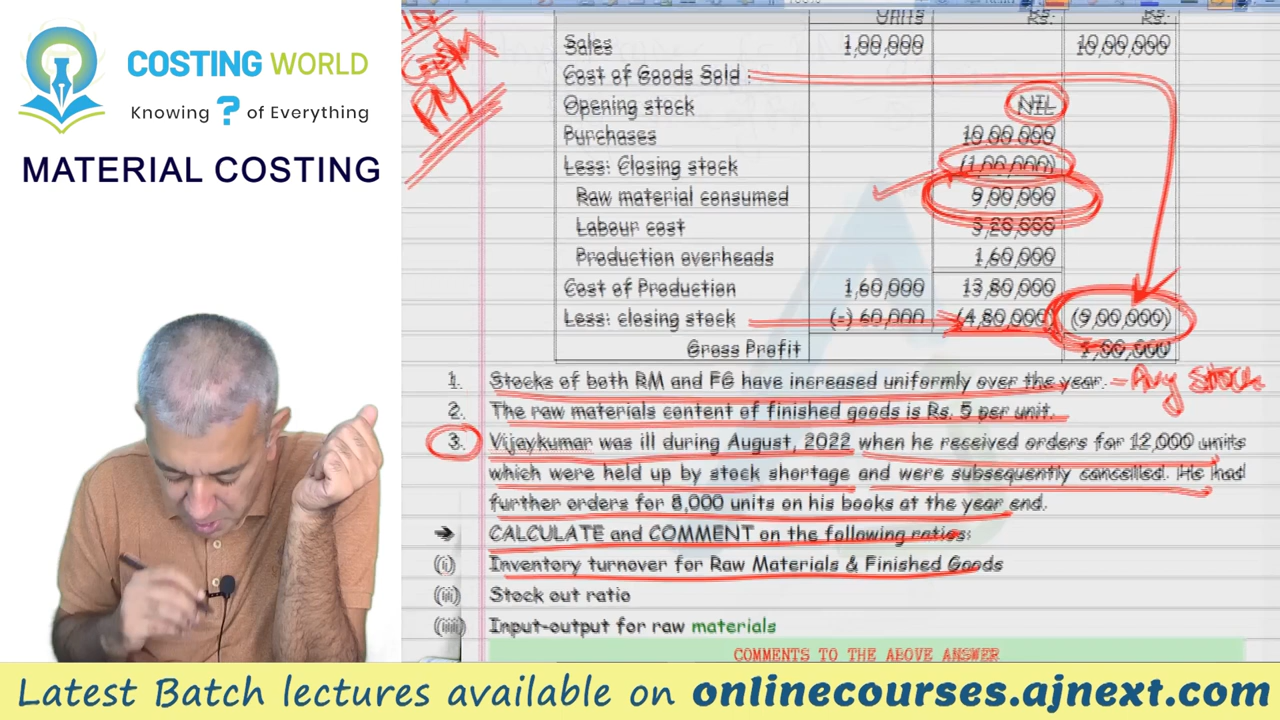 COSTING WORLD
Knowing ? of Everything
MATERIAL COSTING
RM
Units Rs. Rs.
Sales 1,00,000 10,00,000
Cost of Goods Sold :
Opening stock NIL
Purchases 10,00,000
Less: Closing stock (1,00,000)
Raw material consumed 9,00,000
Labour cost 3,20,000
Production overheads 1,60,000
Cost of Production 1,60,000 13,80,000
Less: closing stock (-) 60,000 (4,80,000) (9,00,000)
Gross Profit 1,00,000
1. Stocks of both RM and FG have increased uniformly over the year. - Avg Stock
2. The raw materials content of finished goods is Rs. 5 per unit.
3. Vijaykumar was ill during August, 2022 when he received orders for 12,000 units
which were held up by stock shortage and were subsequently cancelled. He had
further orders for 8,000 units on his books at the year end.
→ CALCULATE and COMMENT on the following ratios:
(i) Inventory turnover for Raw Materials & Finished Goods
(ii) Stock out ratio
(iii) Input-output for raw materials
COMMENTS TO THE ABOVE ANSWER
Latest Batch lectures available on onlinecourses.ajnext.com